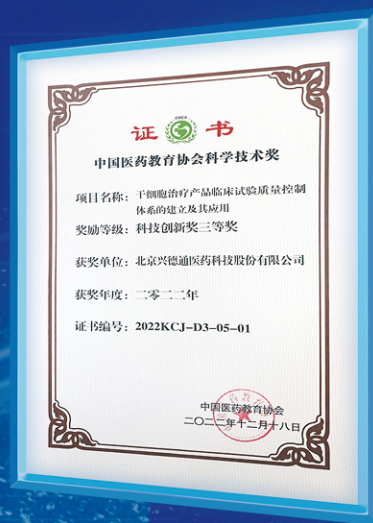 证 书
中国医药教育协会科学技术奖
项目名称：干细胞治疗产品临床试验质量控制
体系的建立及其应用
奖励等级：科技创新奖三等奖
获奖单位：北京兴德通医药科技股份有限公司
获奖年度：二零二二年
证书编号：2022KCJ-D3-05-01
中国医药教育协会
二〇二二年十二月十八日